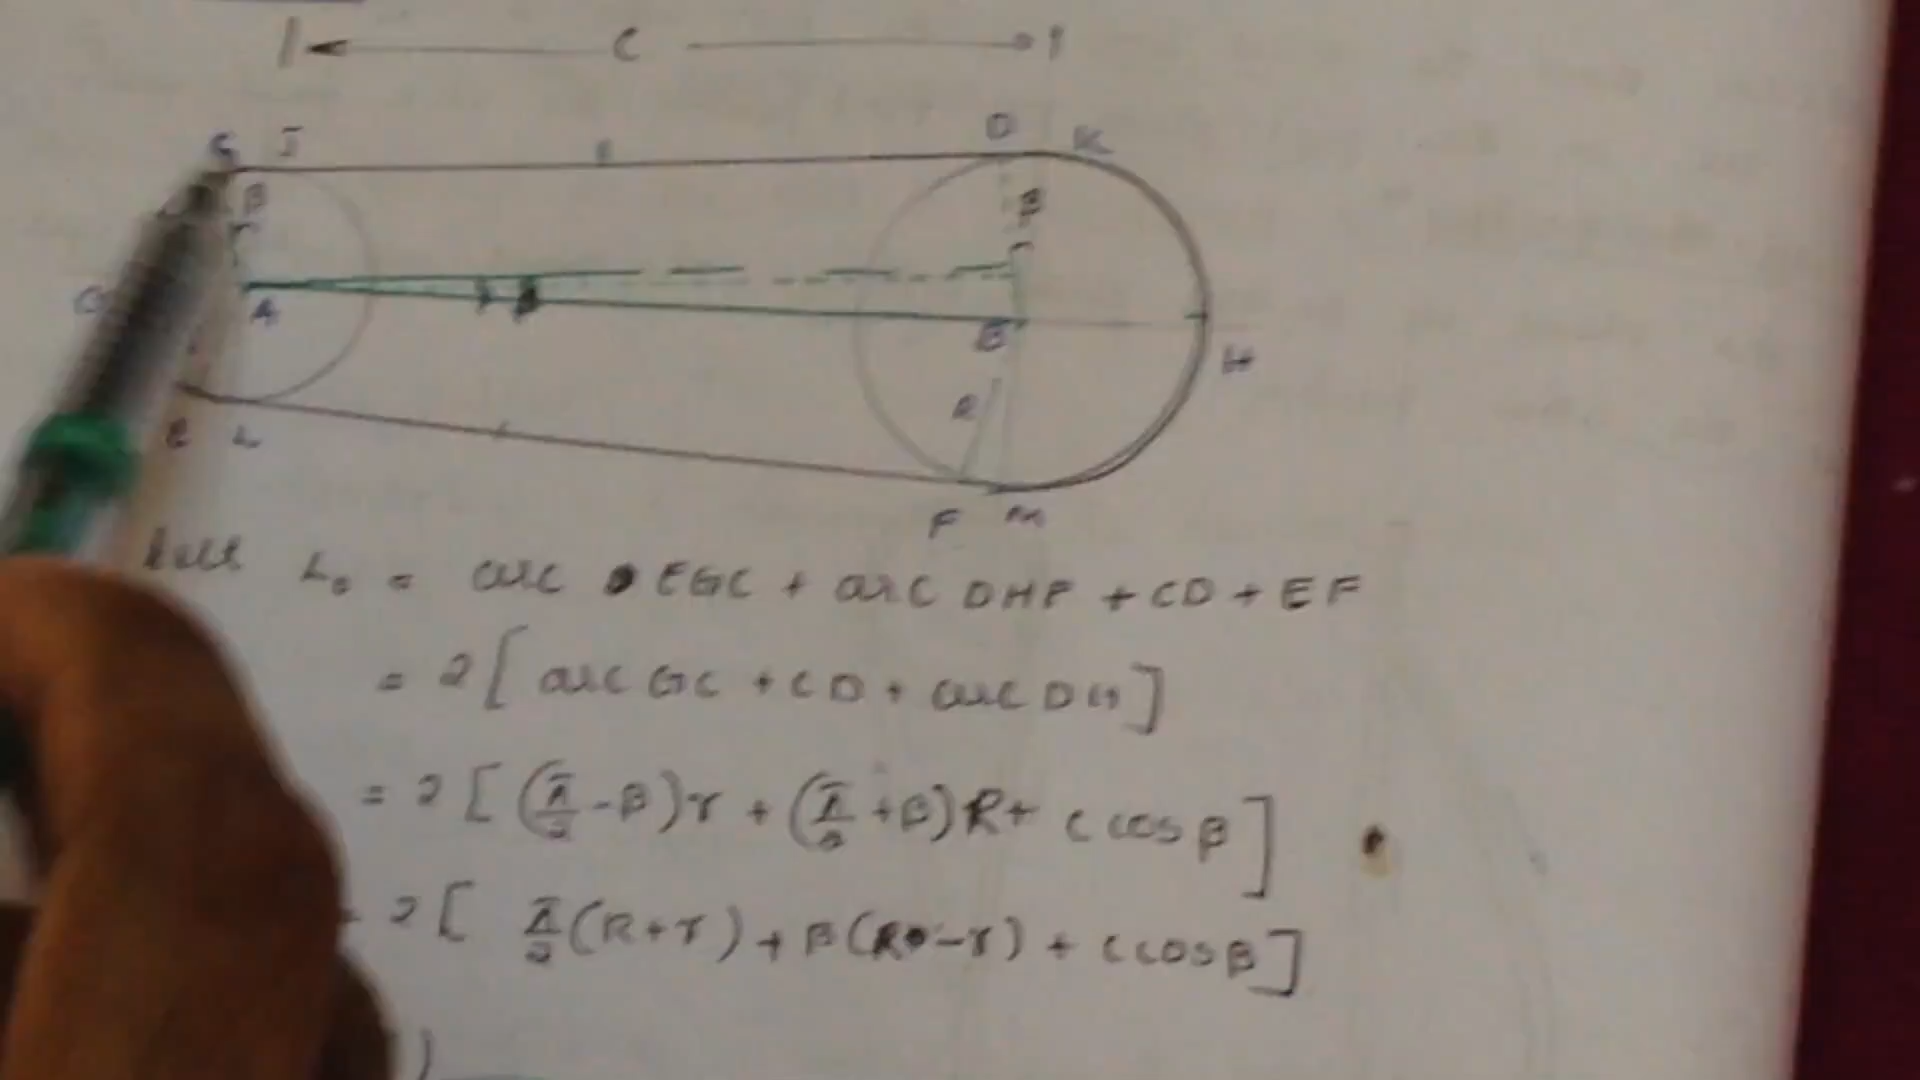 C
C J D K
B B
A B H
R
E L F M
L₀ = arc EGC + arc DHF + CD + EF
= 2[arc GC + CD + arc DH]
= 2[(π/2 - β)r + (π/2 + β)R + C cos β]
2[π/2(R+r) + β(R-r) + C cos β]
)